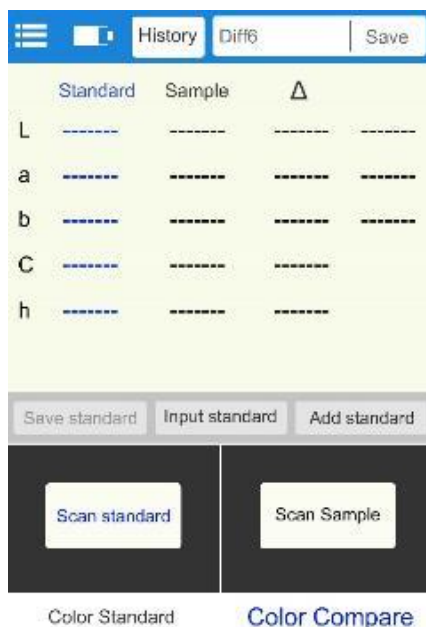 History Diff6 Save
Standard Sample Δ
L ------- ------- ------- -------
a ------- ------- ------- -------
b ------- ------- ------- -------
C ------- ------- -------
h ------- ------- -------
Save standard Input standard Add standard
Scan standard Scan Sample
Color Standard Color Compare